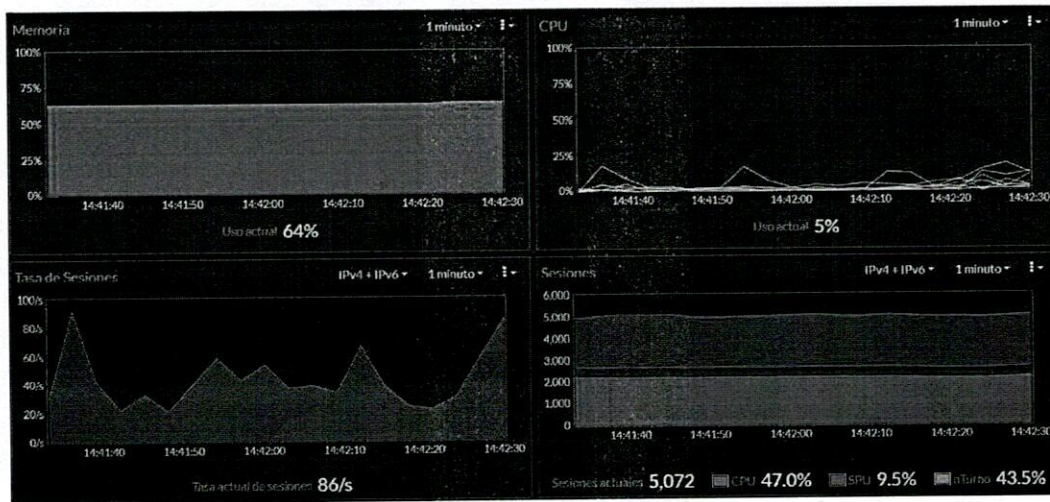 Memoria 1 minuto
100%
75%
50%
25%
0%
14:41:40 14:41:50 14:42:00 14:42:10 14:42:20 14:42:30
Uso actual 64%
CPU 1 minuto
100%
75%
50%
25%
0%
14:41:40 14:41:50 14:42:00 14:42:10 14:42:20 14:42:30
Uso actual 5%
Tasa de Sesiones IPv4 + IPv6 1 minuto
100/s
80/s
60/s
40/s
20/s
0/s
14:41:40 14:41:50 14:42:00 14:42:10 14:42:20 14:42:30
Tasa actual de sesiones 86/s
Sesiones IPv4 + IPv6 1 minuto
6,000
5,000
4,000
3,000
2,000
1,000
0
14:41:40 14:41:50 14:42:00 14:42:10 14:42:20 14:42:30
Sesiones actuales 5,072 CPU 47.0% SPU 9.5% nTurbo 43.5%